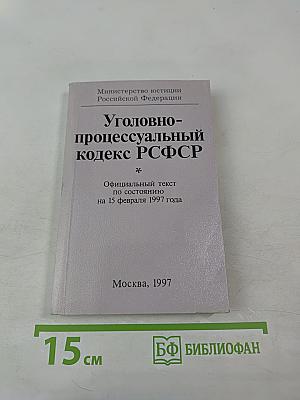 Министерство юстиции
Российской Федерации
Уголовно-
процессуальный
кодекс РСФСР
*
Официальный текст
по состоянию
на 15 февраля 1997 года
Москва, 1997
15 см
БФ БИБЛИОФАН